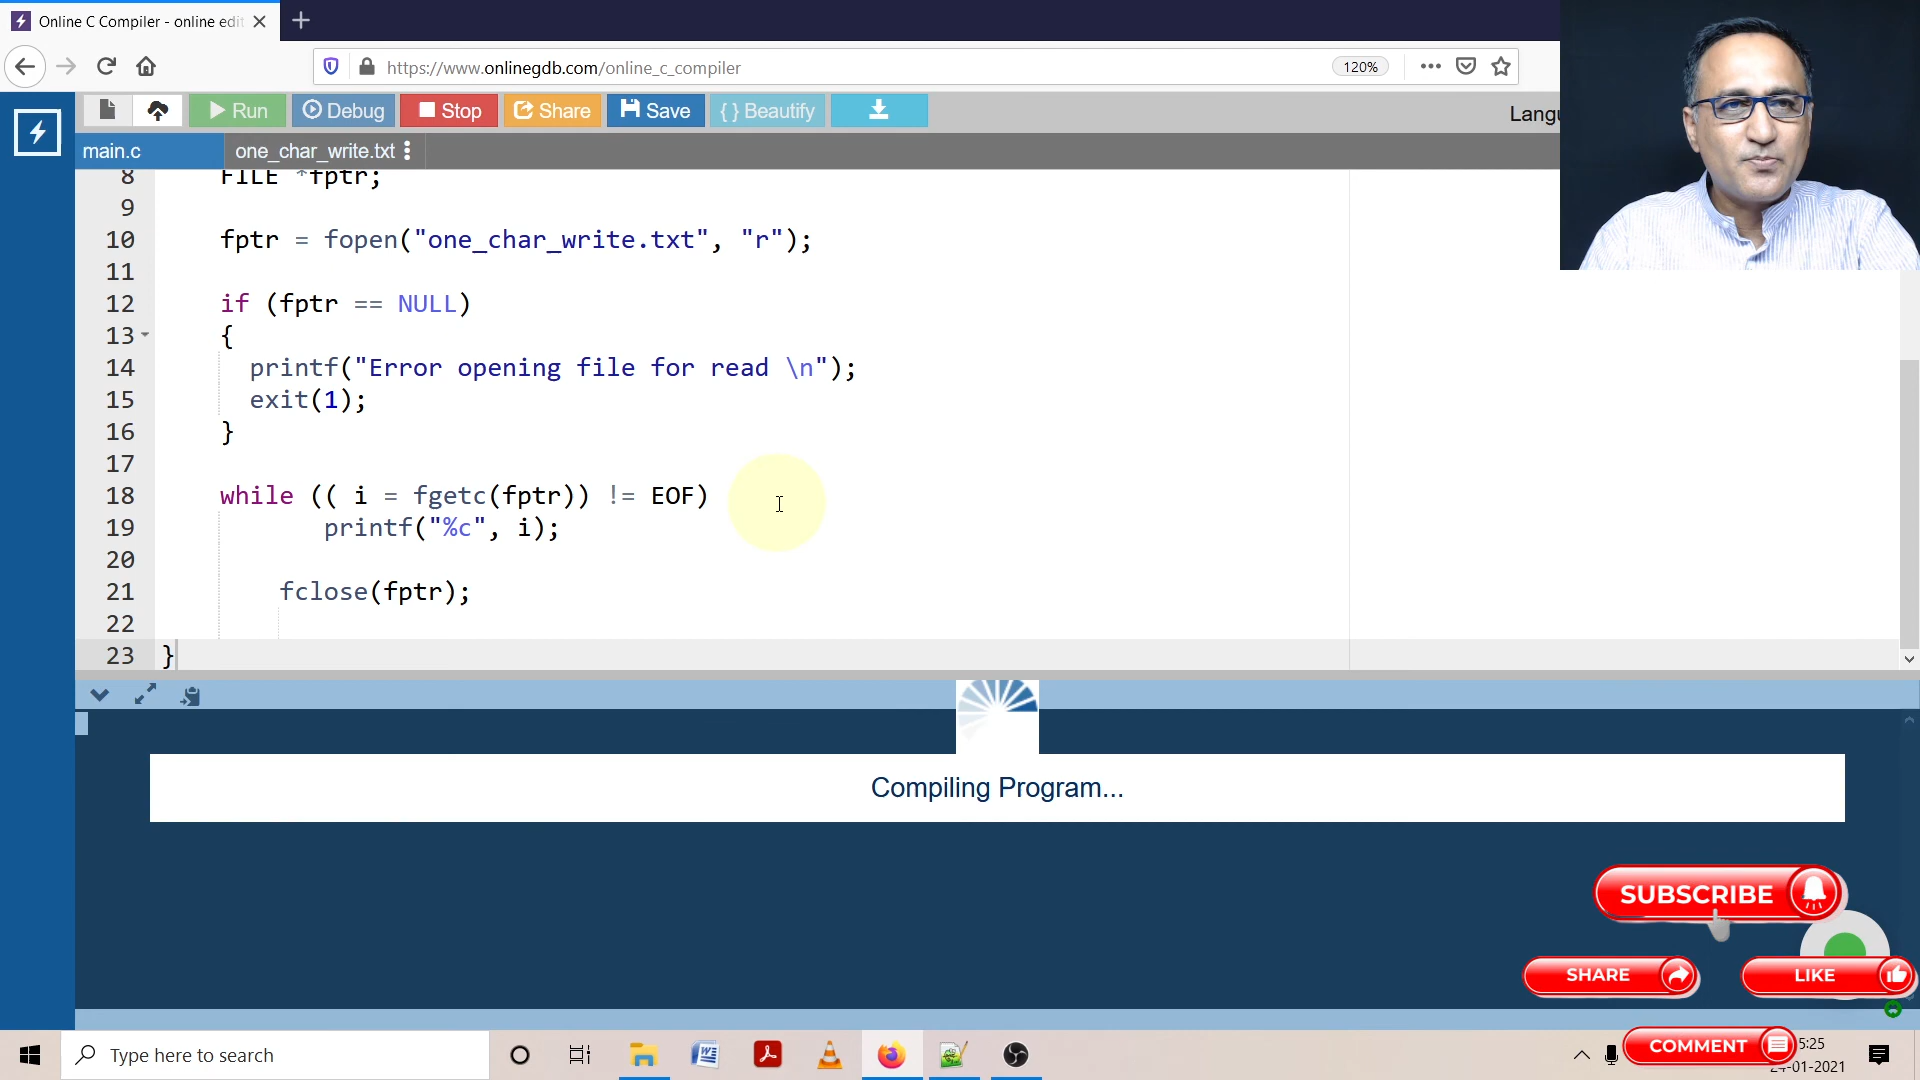 Online C Compiler - online edit
https://www.onlinegdb.com/online_c_compiler
120%
Run
Debug
Stop
Share
Save
{ } Beautify
Langu
main.c
one_char_write.txt
8 FILE *fptr;
9
10 fptr = fopen("one_char_write.txt", "r");
11
12 if (fptr == NULL)
13 {
14 printf("Error opening file for read \n");
15 exit(1);
16 }
17
18 while (( i = fgetc(fptr)) != EOF)
19 printf("%c", i);
20
21 fclose(fptr);
22
23 }
Compiling Program...
SUBSCRIBE
SHARE
LIKE
Type here to search
COMMENT
5:25
24-01-2021